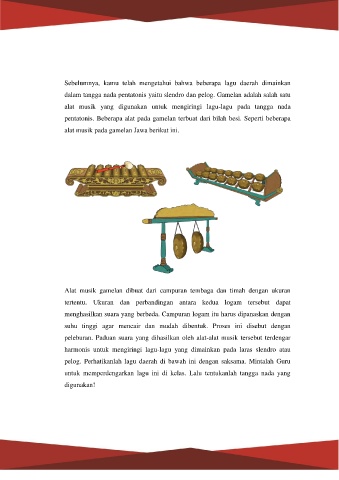 Sebelumnya, kamu telah mengetahui bahwa beberapa lagu daerah dimainkan
dalam tangga nada pentatonis yaitu slendro dan pelog. Gamelan adalah salah satu
alat musik yang digunakan untuk mengiringi lagu-lagu pada tangga nada
pentatonis. Beberapa alat pada gamelan terbuat dari bilah besi. Seperti beberapa
alat musik pada gamelan Jawa berikut ini.
Alat musik gamelan dibuat dari campuran tembaga dan timah dengan ukuran
tertentu. Ukuran dan perbandingan antara kedua logam tersebut dapat
menghasilkan suara yang berbeda. Campuran logam itu harus dipanaskan dengan
suhu tinggi agar mencair dan mudah dibentuk. Proses ini disebut dengan
peleburan. Paduan suara yang dihasilkan oleh alat-alat musik tersebut terdengar
harmonis untuk mengiringi lagu-lagu yang dimainkan pada laras slendro atau
pelog. Perhatikanlah lagu daerah di bawah ini dengan saksama. Mintalah Guru
untuk memperdengarkan lagu ini di kelas. Lalu tentukanlah tangga nada yang
digunakan!